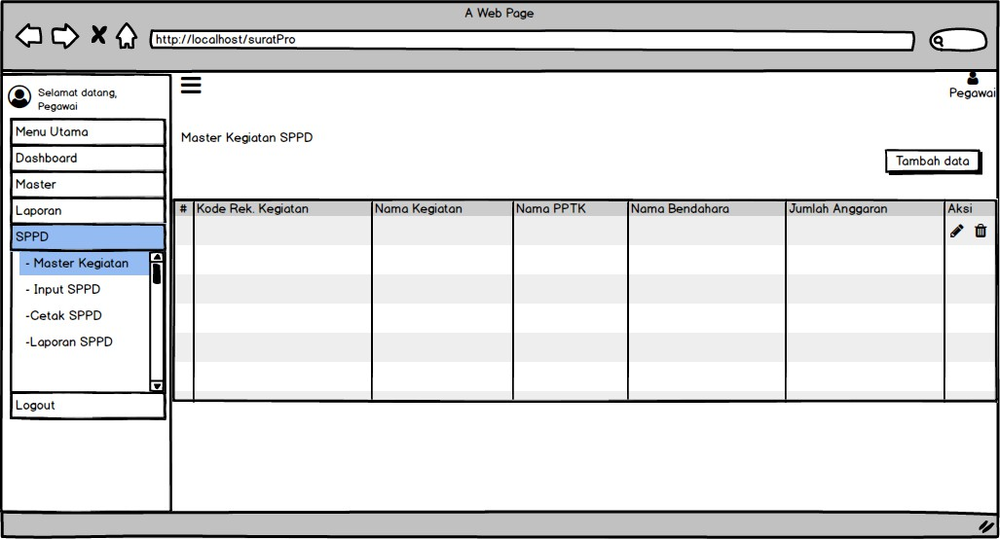 A Web Page
http://localhost/suratPro
Selamat datang,
Pegawai
Pegawai
Menu Utama
Dashboard
Master
Laporan
SPPD
- Master Kegiatan
- Input SPPD
-Cetak SPPD
-Laporan SPPD
Logout
Master Kegiatan SPPD
Tambah data
# Kode Rek. Kegiatan Nama Kegiatan Nama PPTK Nama Bendahara Jumlah Anggaran Aksi